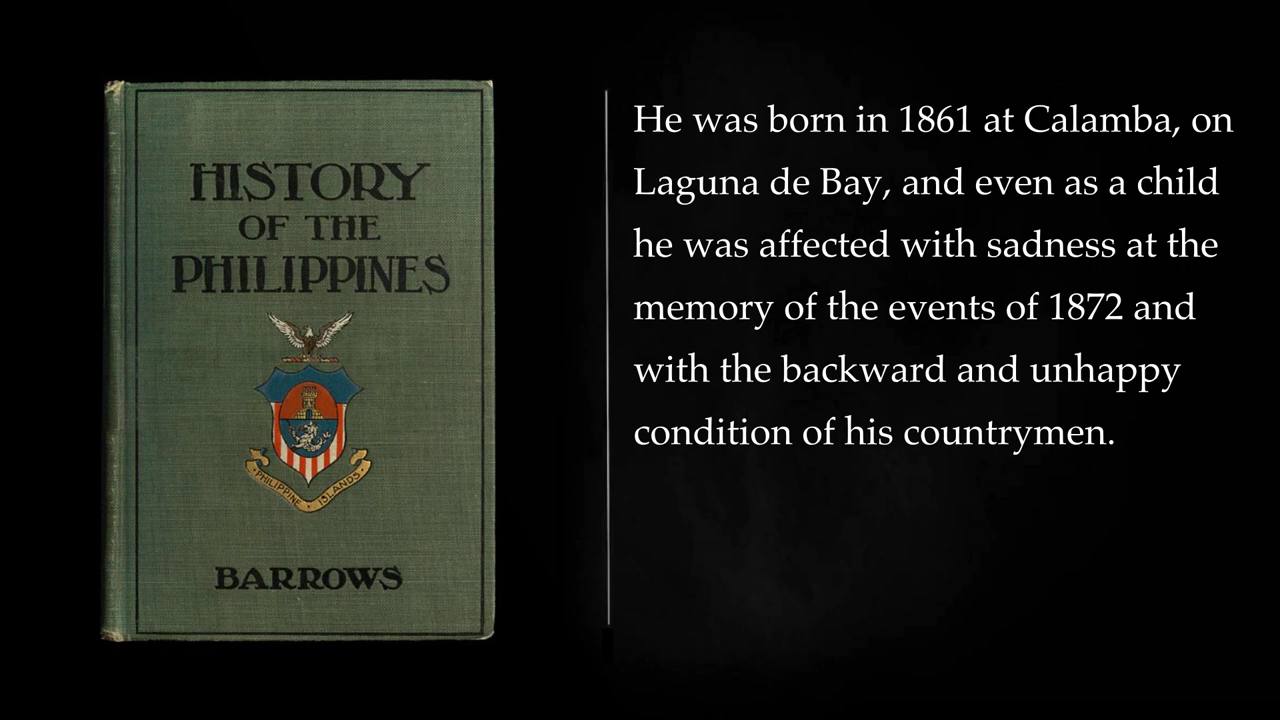 HISTORY
OF THE
PHILIPPINES
PHILIPPINE · ISLANDS
BARROWS
He was born in 1861 at Calamba, on
Laguna de Bay, and even as a child
he was affected with sadness at the
memory of the events of 1872 and
with the backward and unhappy
condition of his countrymen.